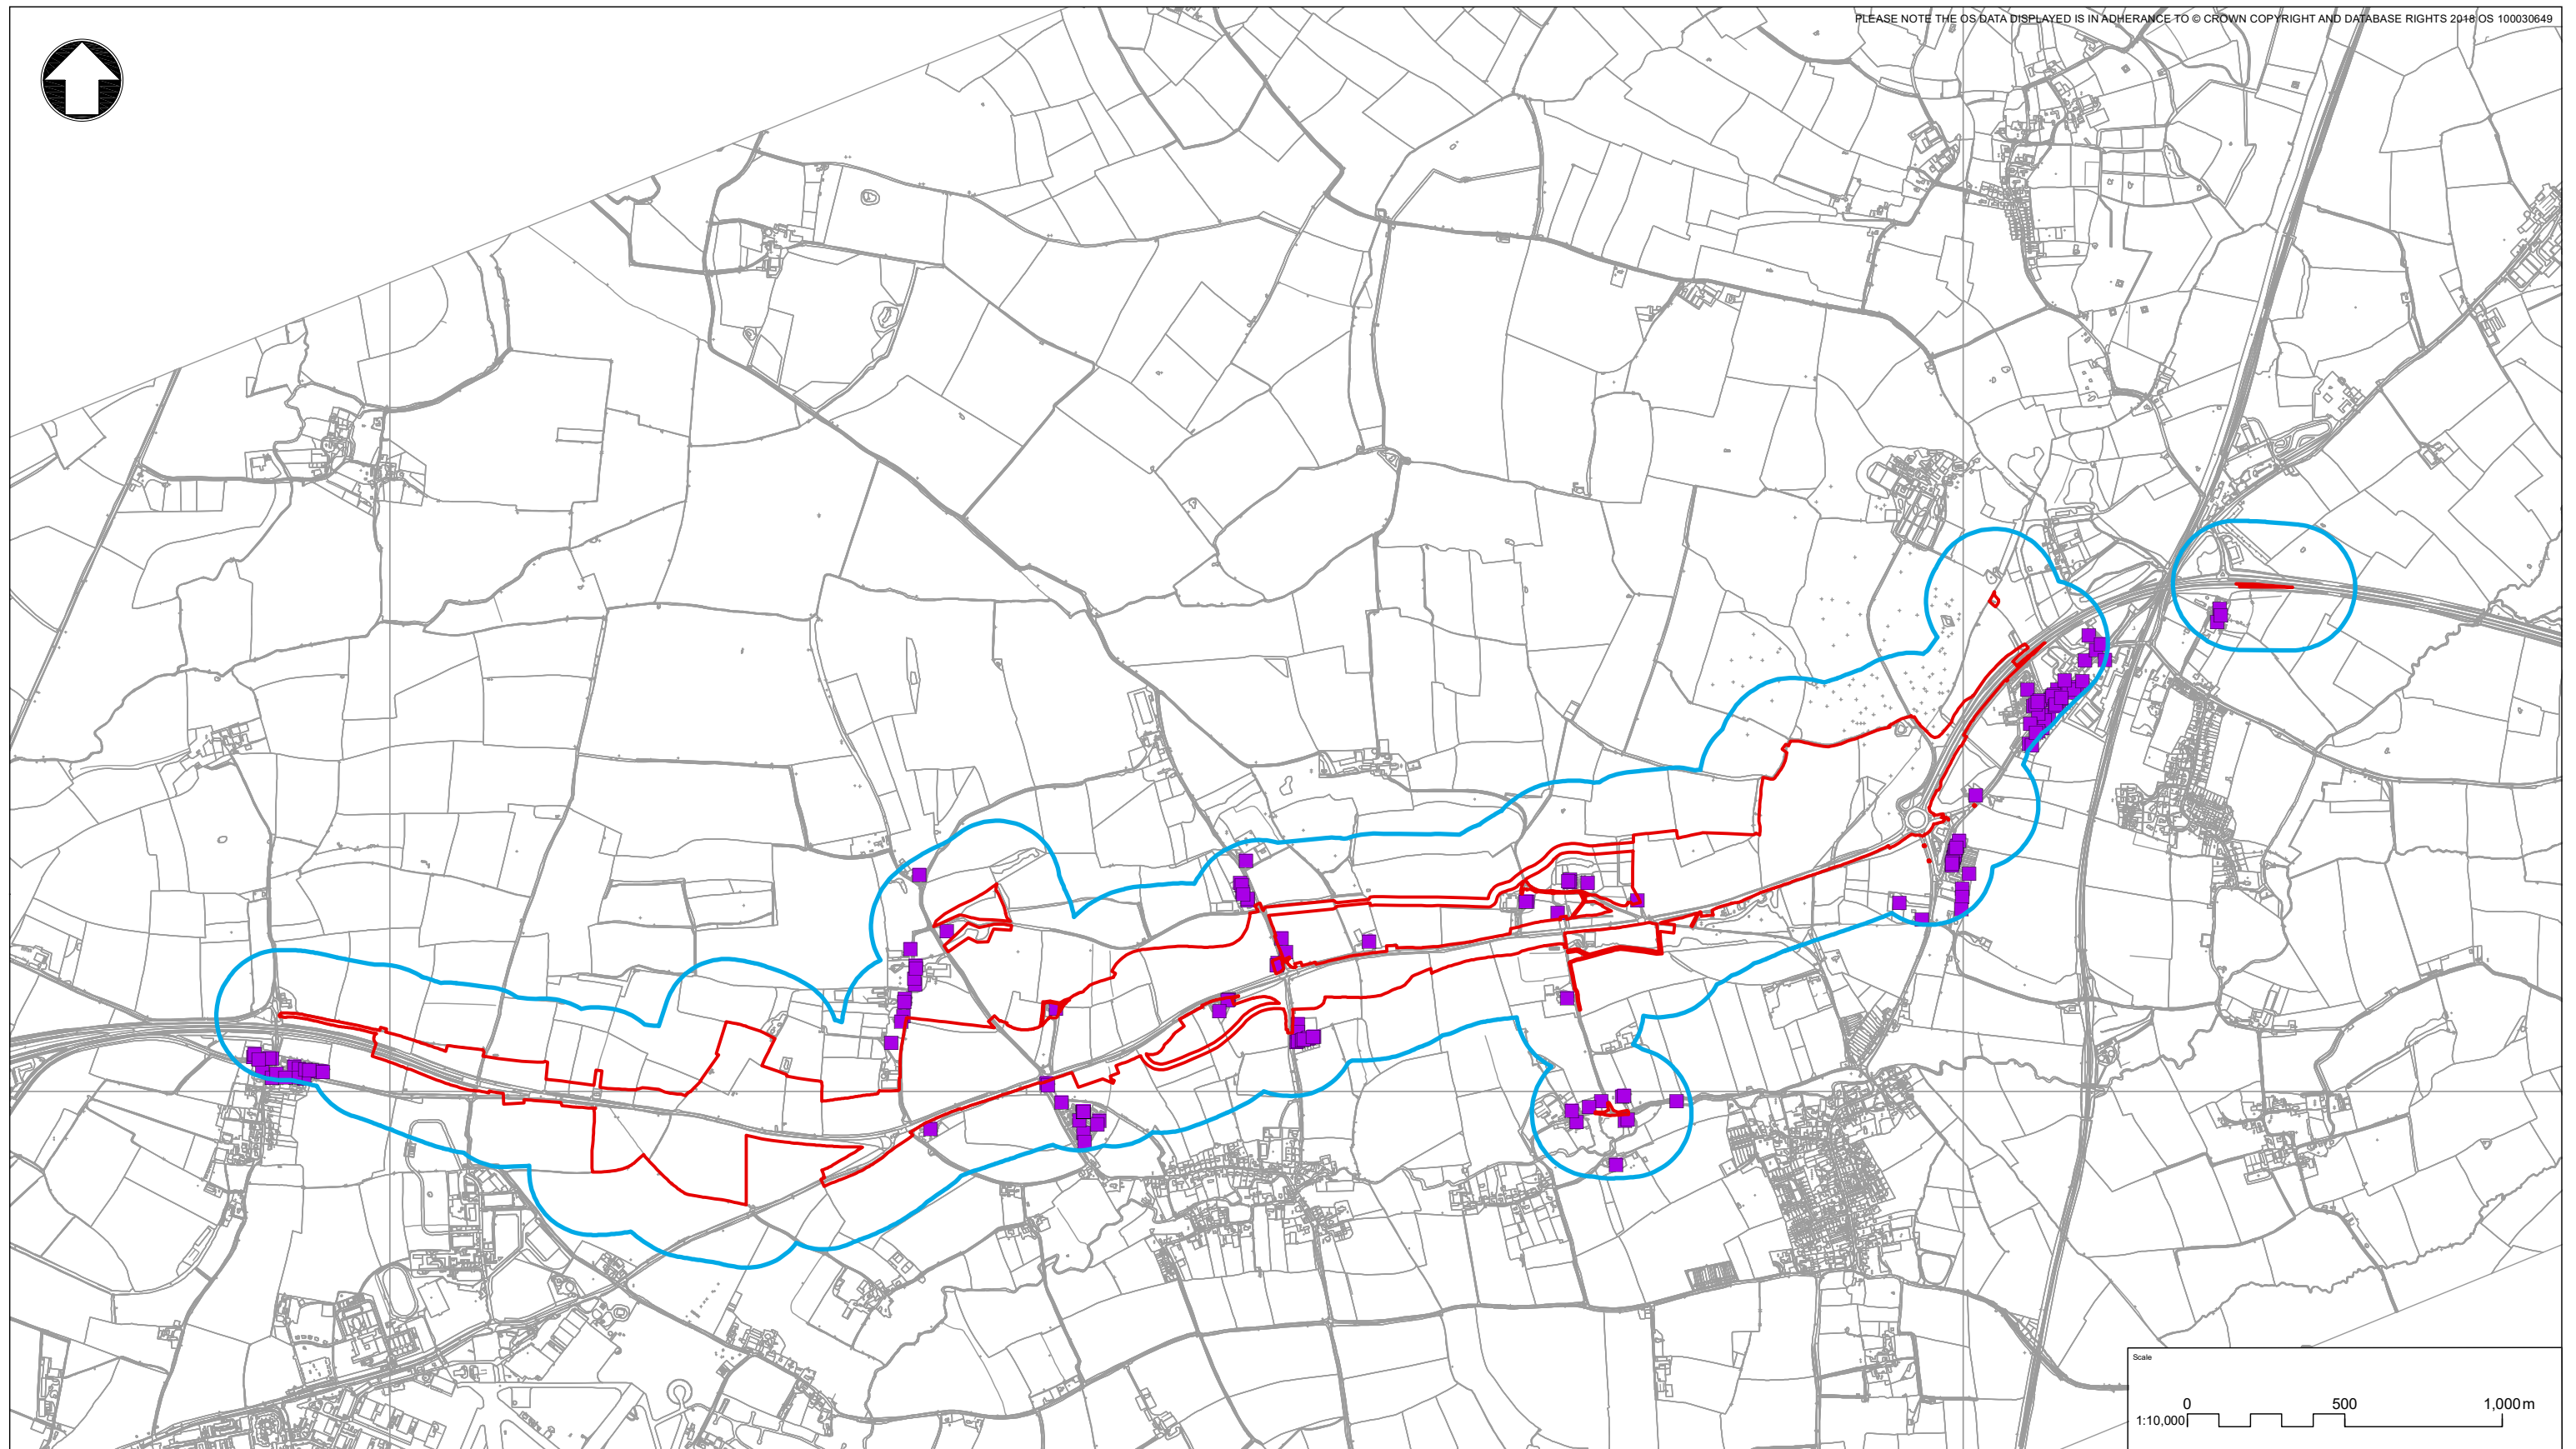 PLEASE NOTE THE OS DATA DISPLAYED IS IN ADHERANCE TO © CROWN COPYRIGHT AND DATABASE RIGHTS 2018 OS 100030649
Scale
0 500 1,000 m
1:10,000